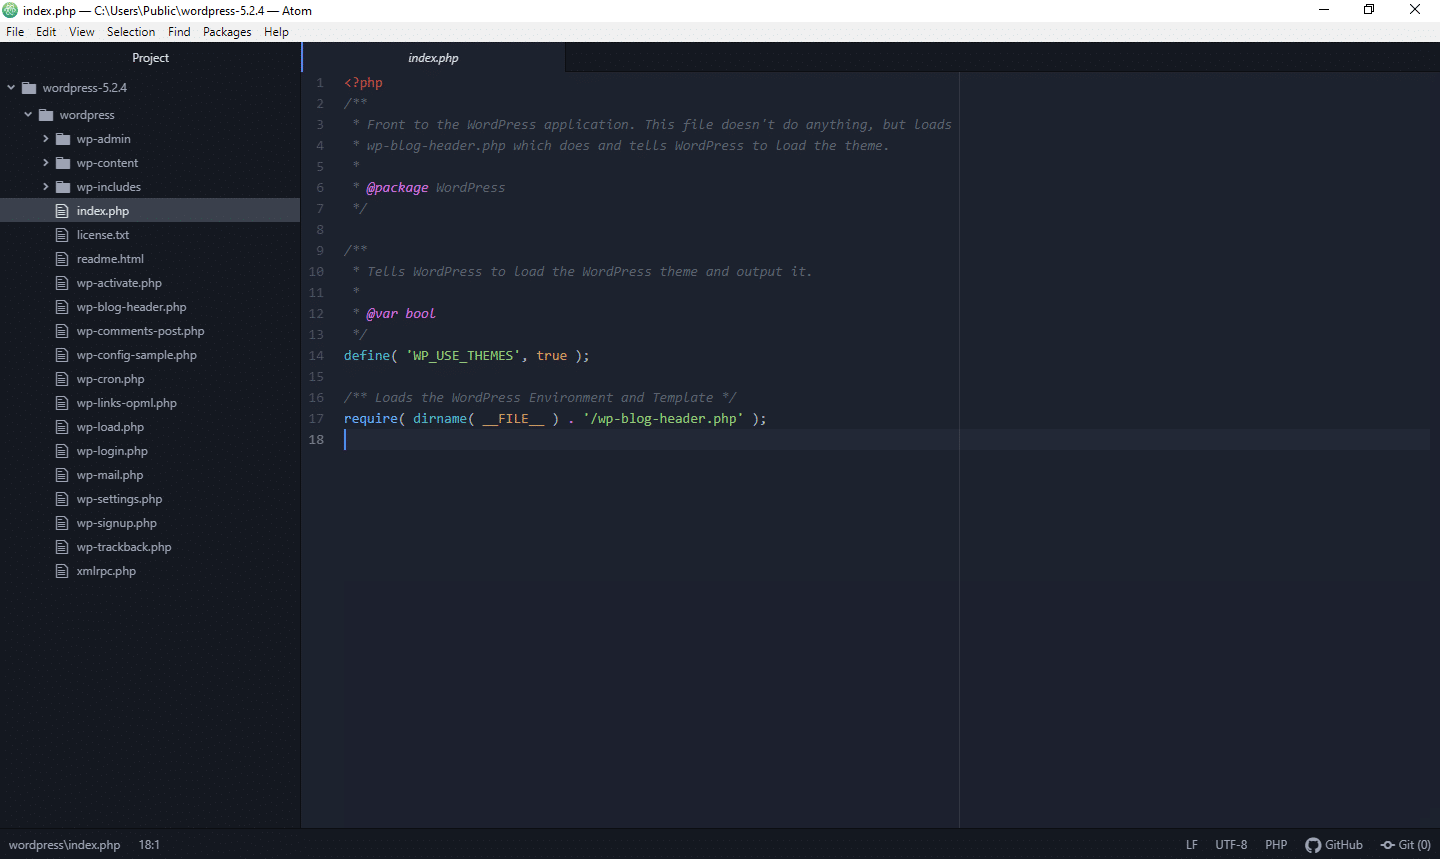 index.php — C:\Users\Public\wordpress-5.2.4 — Atom
File Edit View Selection Find Packages Help
Project
wordpress-5.2.4
wordpress
wp-admin
wp-content
wp-includes
index.php
license.txt
readme.html
wp-activate.php
wp-blog-header.php
wp-comments-post.php
wp-config-sample.php
wp-cron.php
wp-links-opml.php
wp-load.php
wp-login.php
wp-mail.php
wp-settings.php
wp-signup.php
wp-trackback.php
xmlrpc.php
index.php
1 <?php
2 /**
3  * Front to the WordPress application. This file doesn't do anything, but loads
4  * wp-blog-header.php which does and tells WordPress to load the theme.
5  *
6  * @package WordPress
7  */
8
9 /**
10  * Tells WordPress to load the WordPress theme and output it.
11  *
12  * @var bool
13  */
14 define( 'WP_USE_THEMES', true );
15
16 /** Loads the WordPress Environment and Template */
17 require( dirname( __FILE__ ) . '/wp-blog-header.php' );
18
wordpress\index.php 18:1 LF UTF-8 PHP GitHub Git (0)